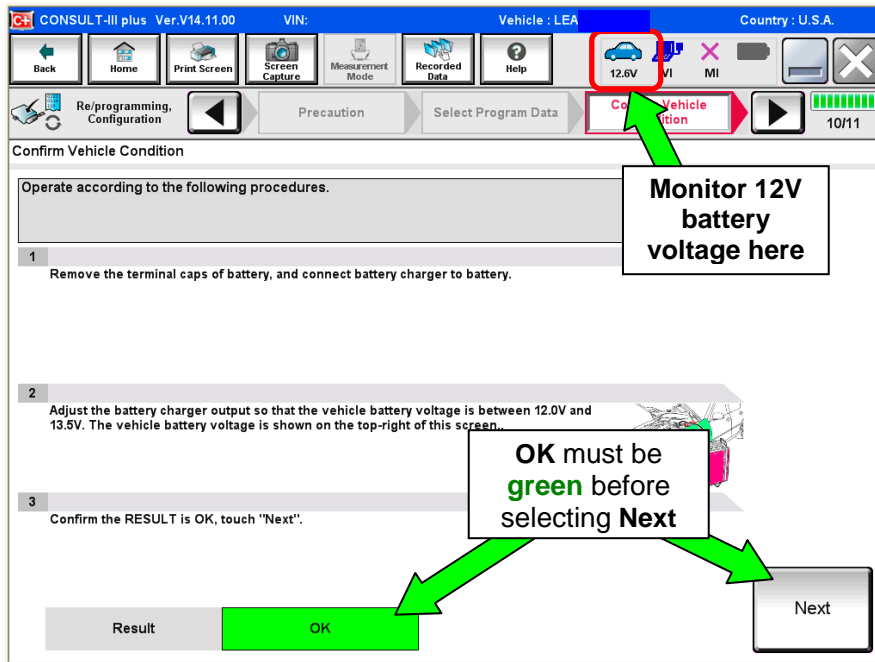 CONSULT-III plus Ver.V14.11.00 VIN: Vehicle : LEA Country : U.S.A.
Back
Home
Print Screen
Screen
Capture
Measurement
Mode
Recorded
Data
Help
12.6V
VI
MI
Re/programming,
Configuration
Precaution
Select Program Data
Vehicle
10/11
Confirm Vehicle Condition
Operate according to the following procedures.
Monitor 12V
battery
voltage here
1
Remove the terminal caps of battery, and connect battery charger to battery.
2
Adjust the battery charger output so that the vehicle battery voltage is between 12.0V and
13.5V. The vehicle battery voltage is shown on the top-right of this screen..
OK must be
green before
selecting Next
3
Confirm the RESULT is OK, touch "Next".
Result
OK
Next